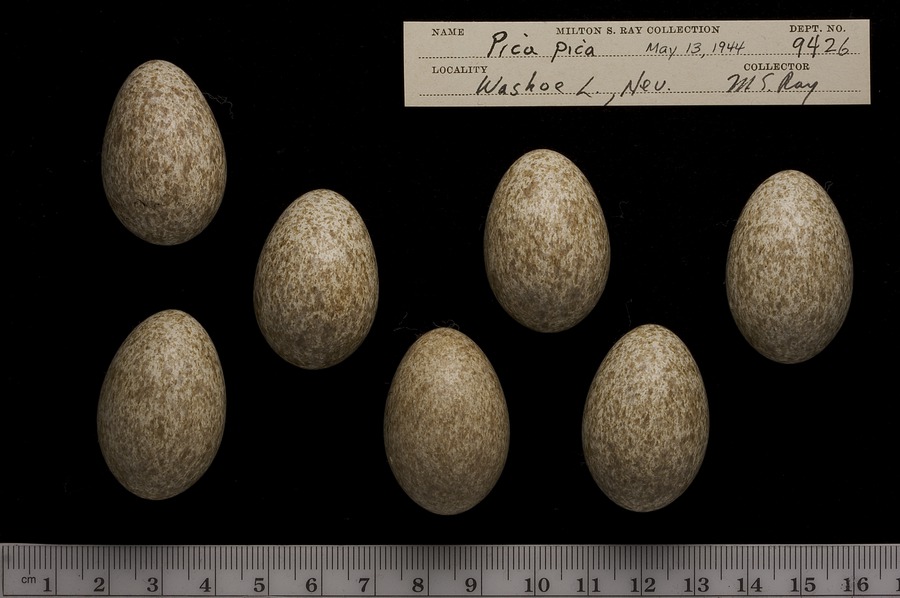 NAME MILTON S. RAY COLLECTION DEPT. NO.
Pica pica May 13, 1944 9426
LOCALITY COLLECTOR
Washoe L., Nev. M.S. Ray
cm 1 2 3 4 5 6 7 8 9 10 11 12 13 14 15 16